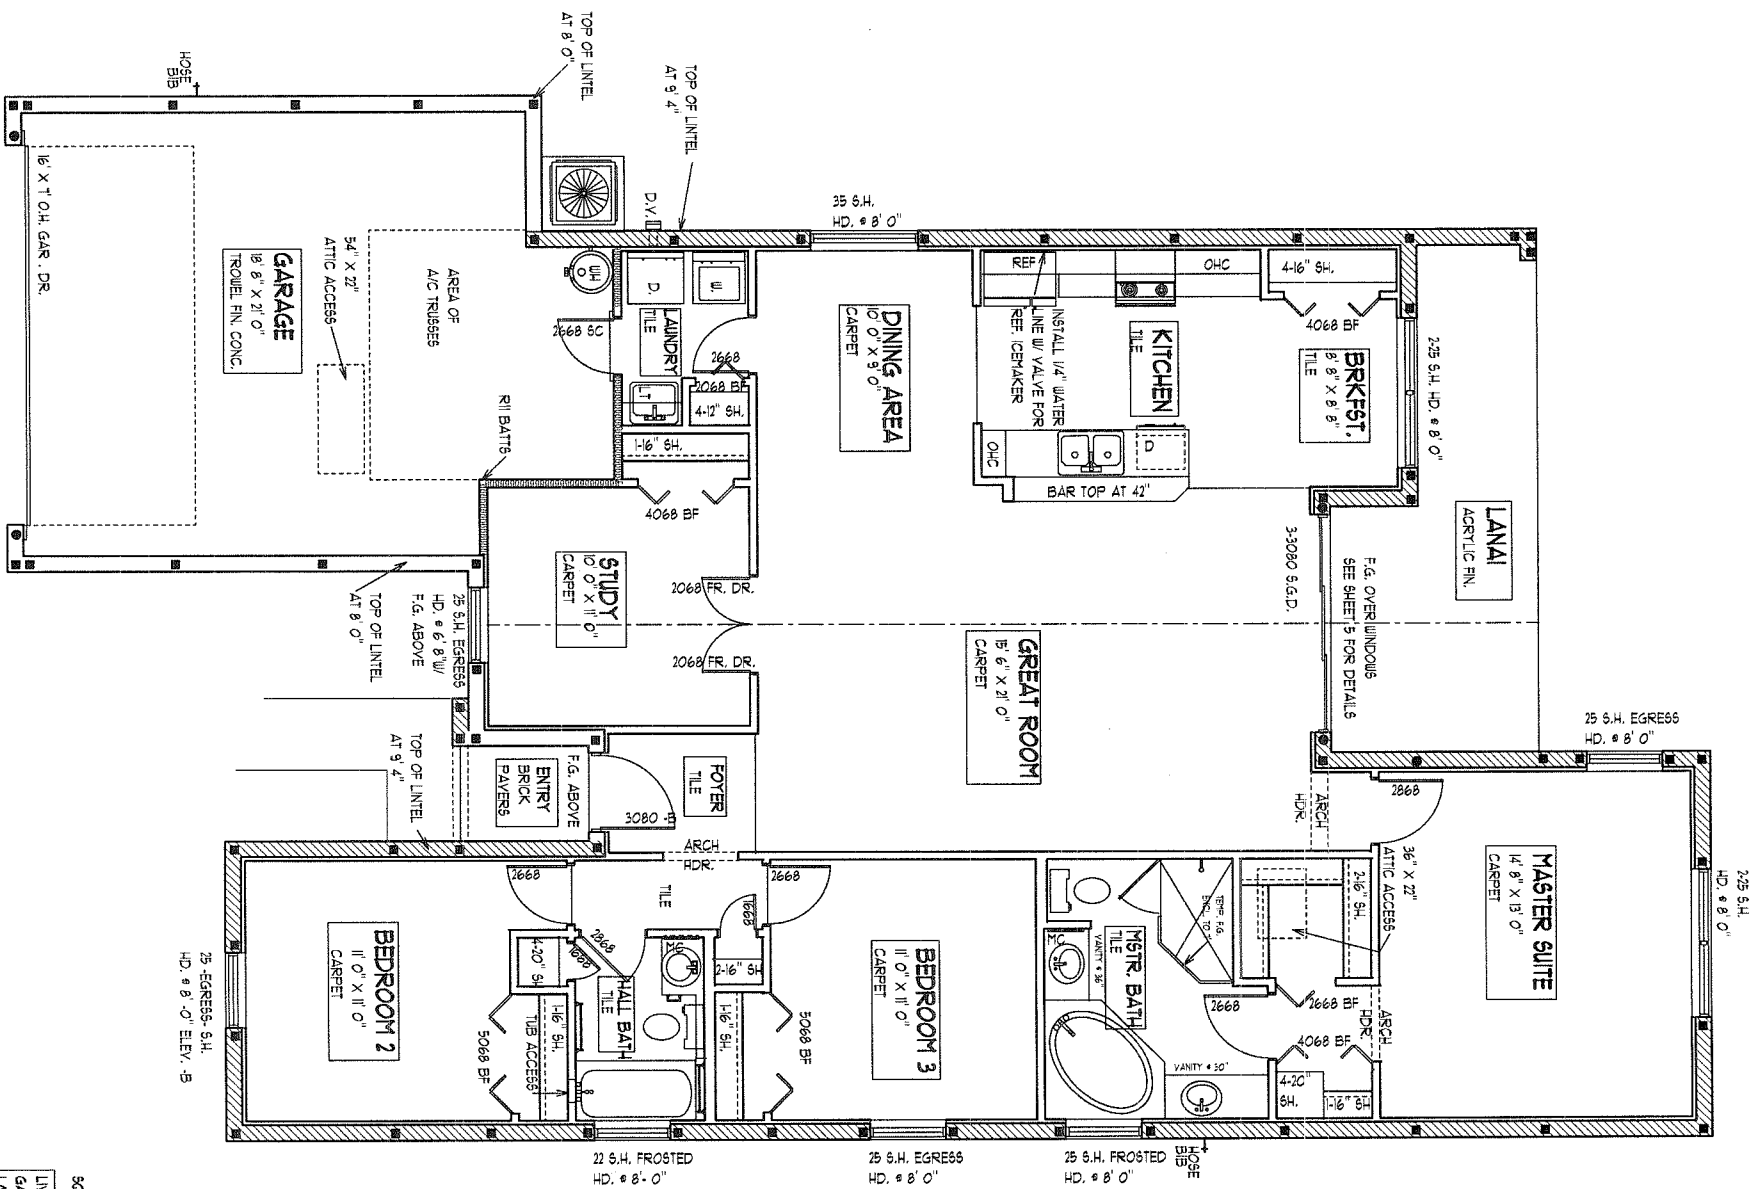 TOP OF LINTEL
AT 8' 0"
HOSE
BIB
TOP OF LINTEL
AT 9' 4"
D.V.
35 S.H.
HD. @ 8' 0"
16' X 7' O.H. GAR. DR.
GARAGE
18' 8" X 21' 0"
TROWEL FIN. CONC.
54" X 22"
ATTIC ACCESS
AREA OF
A/C TRUSSES
R11 BATTS
WH
2668 SC
D.
W.
LAUNDRY
TILE
2668
2068 BF
LT
4-12" SH.
1-16" SH.
4068 BF
DINING AREA
10' 0" X 9' 0"
CARPET
REF
OHC
INSTALL 1/4" WATER
LINE W/ VALVE FOR
REF. ICEMAKER
KITCHEN
TILE
OHC
D
BAR TOP AT 42"
4-16" SH.
4068 BF
BRKFST.
8' 8" X 8' 8"
TILE
2-25 S.H. HD. @ 8' 0"
LANAI
ACRYLIC FIN.
3-3080 S.G.D.
F.G. OVER WINDOWS
SEE SHEET 5 FOR DETAILS
STUDY
10' 0" X 11' 0"
CARPET
2068 FR. DR.
2068 FR. DR.
GREAT ROOM
15' 6" X 21' 0"
CARPET
25 S.H. EGRESS
HD. @ 6' 8" W/
F.G. ABOVE
TOP OF LINTEL
AT 8' 0"
TOP OF LINTEL
AT 9' 4"
ENTRY
BRICK
PAVERS
F.G. ABOVE
3080 -B
FOYER
TILE
ARCH
HDR.
25 S.H. EGRESS
HD. @ 8' 0"
2868
ARCH
HDR.
36" X 22"
ATTIC ACCESS
2-16" SH.
MASTER SUITE
14' 8" X 13' 0"
CARPET
2-25 S.H.
HD. @ 8' 0"
2668
BEDROOM 2
11' 0" X 11' 0"
CARPET
25 -EGRESS- S.H.
HD. @ 8' -0" ELEV. -B
TILE
2668
1668
2868
1666
4-20" SH
MC
2-16" SH
HALL BATH
TILE
1-16" SH.
TUB ACCESS
5068 BF
1-16" SH.
5068 BF
BEDROOM 3
11' 0" X 11' 0"
CARPET
TEMP. F.G.
MC
VANITY @ 36"
MSTR. BATH
TILE
2668
2668 BF
ARCH
HDR.
4068 BF
VANITY @ 30"
4-20"
SH.
1-16" SH
22 S.H. FROSTED
HD. @ 8'- 0"
25 S.H. EGRESS
HD. @ 8' 0"
25 S.H. FROSTED
HD. @ 8' 0"
HOSE
BIB